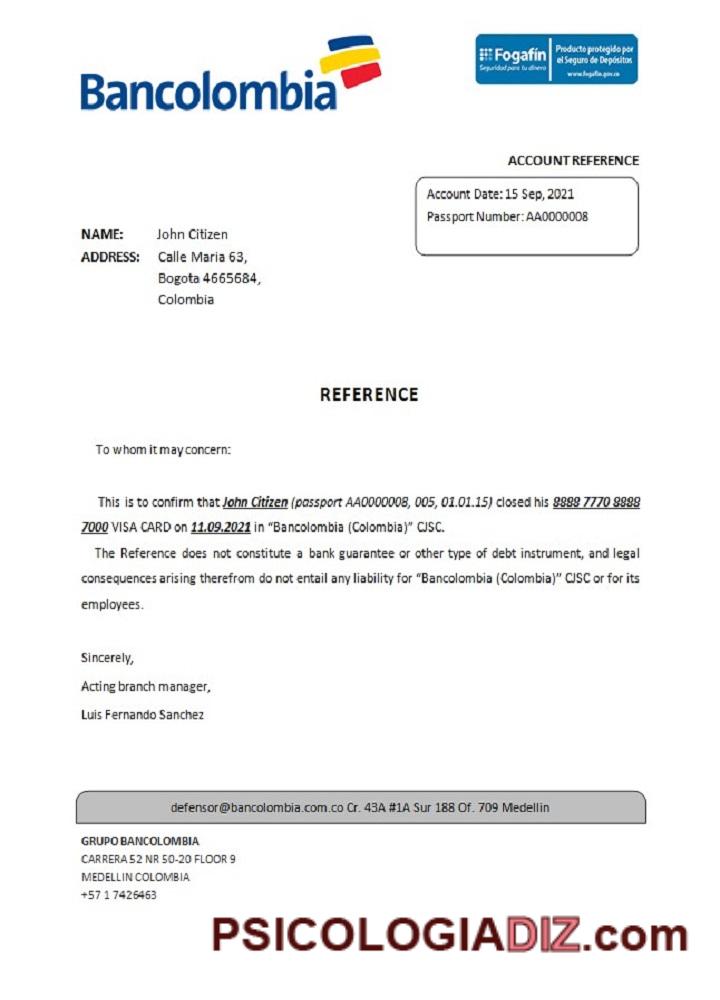 Bancolombia
Fogafín
Seguridad para tu dinero
Producto protegido por
el Seguro de Depósitos
www.fogafin.gov.co
ACCOUNT REFERENCE
Account Date: 15 Sep, 2021
Passport Number: AA0000008
NAME: John Citizen
ADDRESS: Calle Maria 63,
Bogota 4665684,
Colombia
REFERENCE
To whom it may concern:
This is to confirm that John Citizen (passport AA0000008, 005, 01.01.15) closed his 8888 7770 8888
7000 VISA CARD on 11.09.2021 in “Bancolombia (Colombia)” CJSC.
The Reference does not constitute a bank guarantee or other type of debt instrument, and legal
consequences arising therefrom do not entail any liability for “Bancolombia (Colombia)” CJSC or for its
employees.
Sincerely,
Acting branch manager,
Luis Fernando Sanchez
defensor@bancolombia.com.co Cr. 43A #1A Sur 188 Of. 709 Medellin
GRUPO BANCOLOMBIA
CARRERA 52 NR 50-20 FLOOR 9
MEDELLIN COLOMBIA
+57 1 7426463
PSICOLOGIADIZ.com